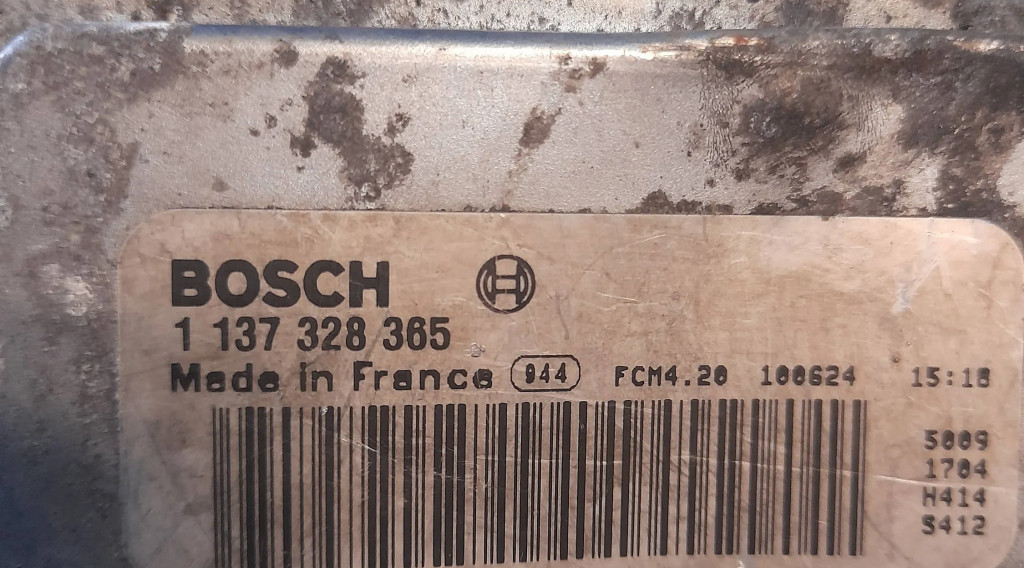 BOSCH
1 137 328 365
Made in France 944 FCM4.20 100624 15:18
5009
1704
H414
S412